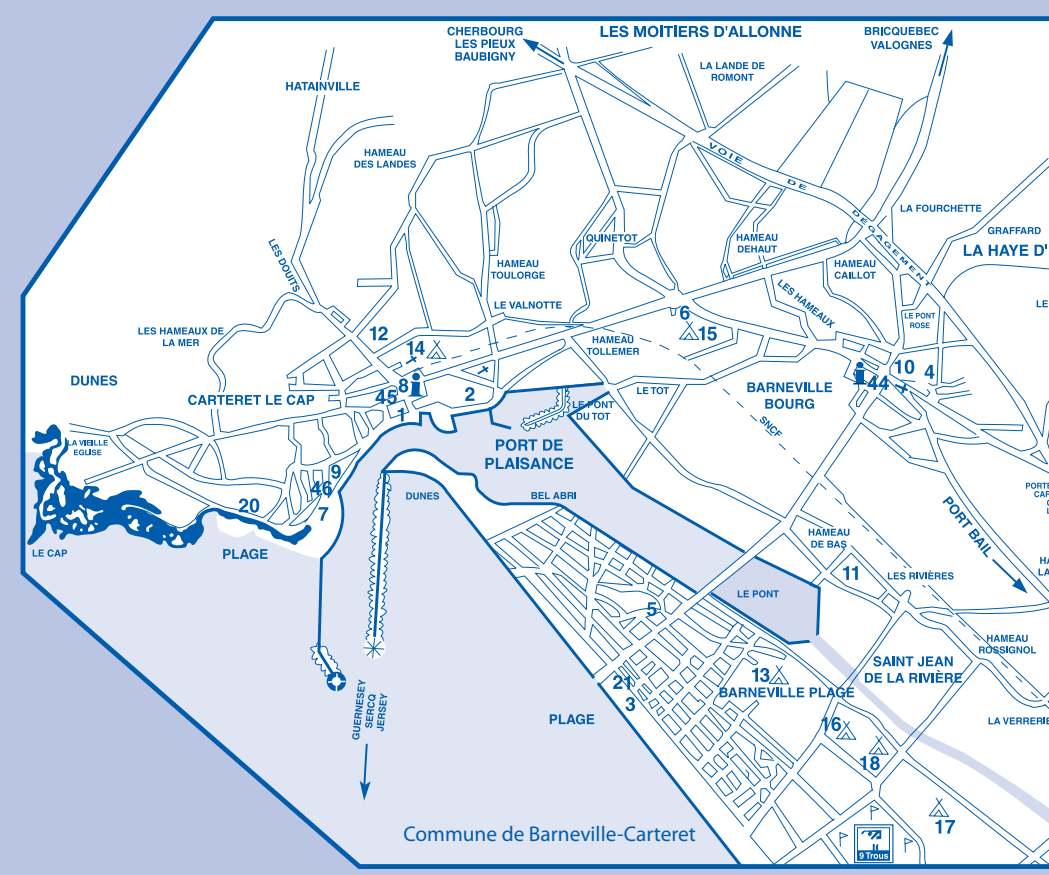 CHERBOURG
LES PIEUX
BAUBIGNY
LES MOITIERS D'ALLONNE
BRICQUEBEC
VALOGNES
LA LANDE DE
ROMONT
HATAINVILLE
HAMEAU
DES LANDES
VOIE DE DEGAGEMENT
LA FOURCHETTE
GRAFFARD
LA HAYE D'
QUINETOT
HAMEAU
DEHAUT
HAMEAU
CAILLOT
LES DOUITS
HAMEAU
TOULORGE
LES HAMEAUX
LE VALNOTTE
LE
LE PONT
ROSE
LES HAMEAUX DE
LA MER
12
14
6
15
HAMEAU
TOLLEMER
DUNES
CARTERET LE CAP
8
45
1
2
LE TOT
BARNEVILLE
BOURG
44
10
4
LE PONT
DU TOT
SNCF
LA VIEILLE
EGLISE
PORT DE
PLAISANCE
9
46
7
20
DUNES
BEL ABRI
PORTE
CAP
PORT BAIL
LE CAP
PLAGE
HAMEAU
DE BAS
11
LES RIVIÈRES
HA
LA
LE PONT
5
HAMEAU
ROSSIGNOL
SAINT JEAN
DE LA RIVIÈRE
13
BARNEVILLE PLAGE
21
3
PLAGE
GUERNESEY
SERCQ
JERSEY
16
18
LA VERRERIE
17
Commune de Barneville-Carteret
9 Trous